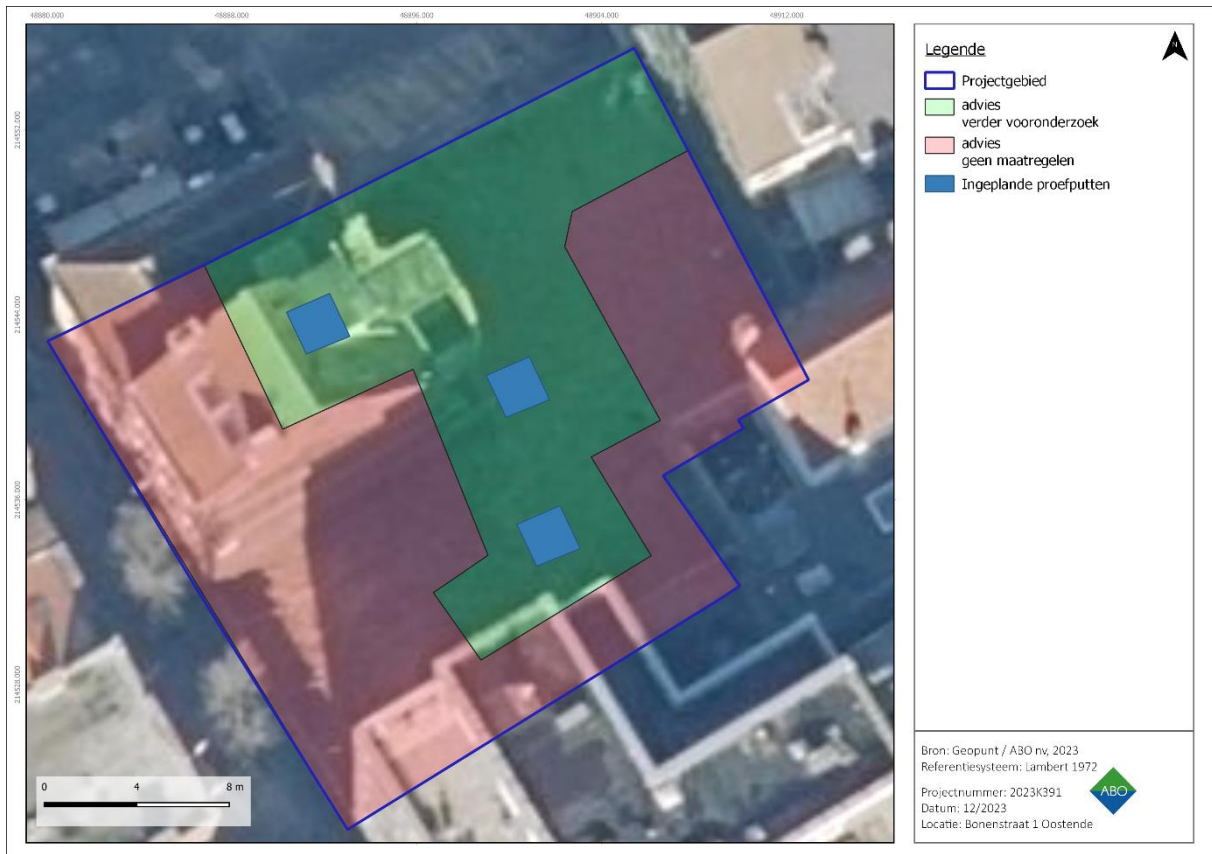 48880.000 48888.000 48896.000 48904.000 48912.000
214552.000
214544.000
214536.000
214528.000
0 4 8 m
Legende
N
Projectgebied
advies
verder vooronderzoek
advies
geen maatregelen
Ingeplande proefputten
Bron: Geopunt / ABO nv, 2023
Referentiesysteem: Lambert 1972
Projectnummer: 2023K391
Datum: 12/2023
Locatie: Bonenstraat 1 Oostende
ABO